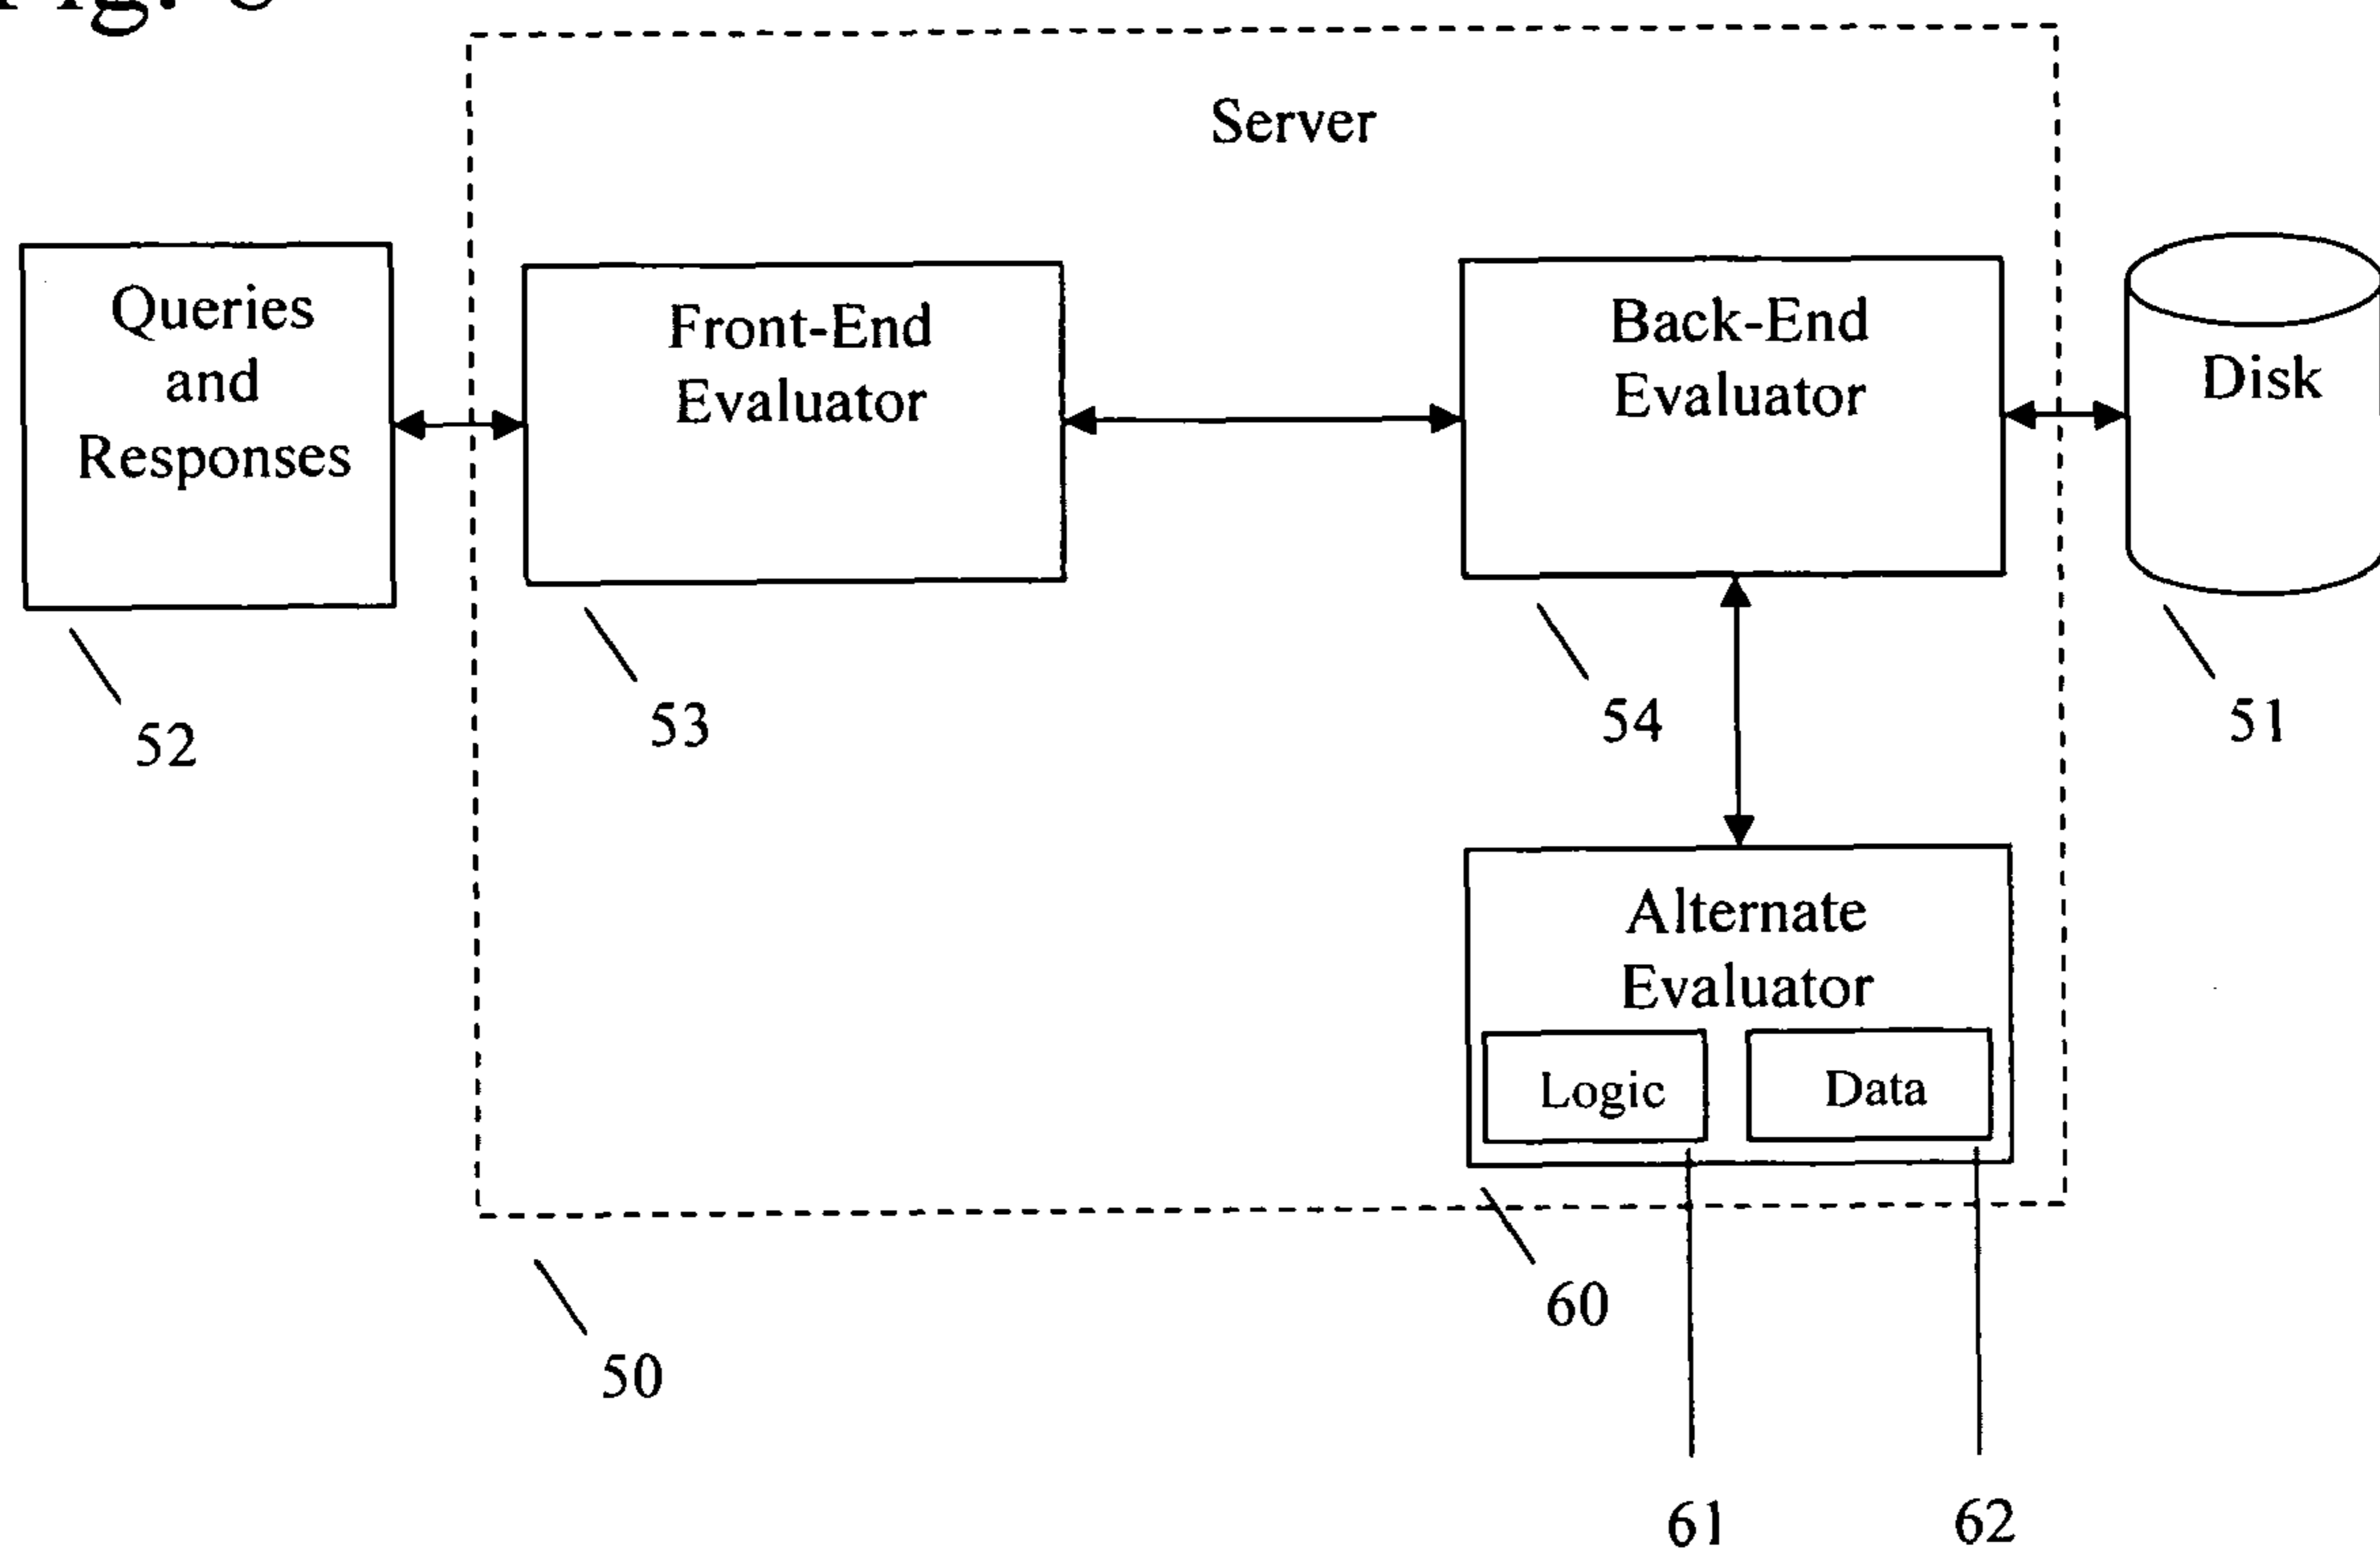 Server
Queries
and
Responses
Front-End
Evaluator
Back-End
Evaluator
Disk
52
53
54
51
Alternate
Evaluator
Logic
Data
60
50
61
62